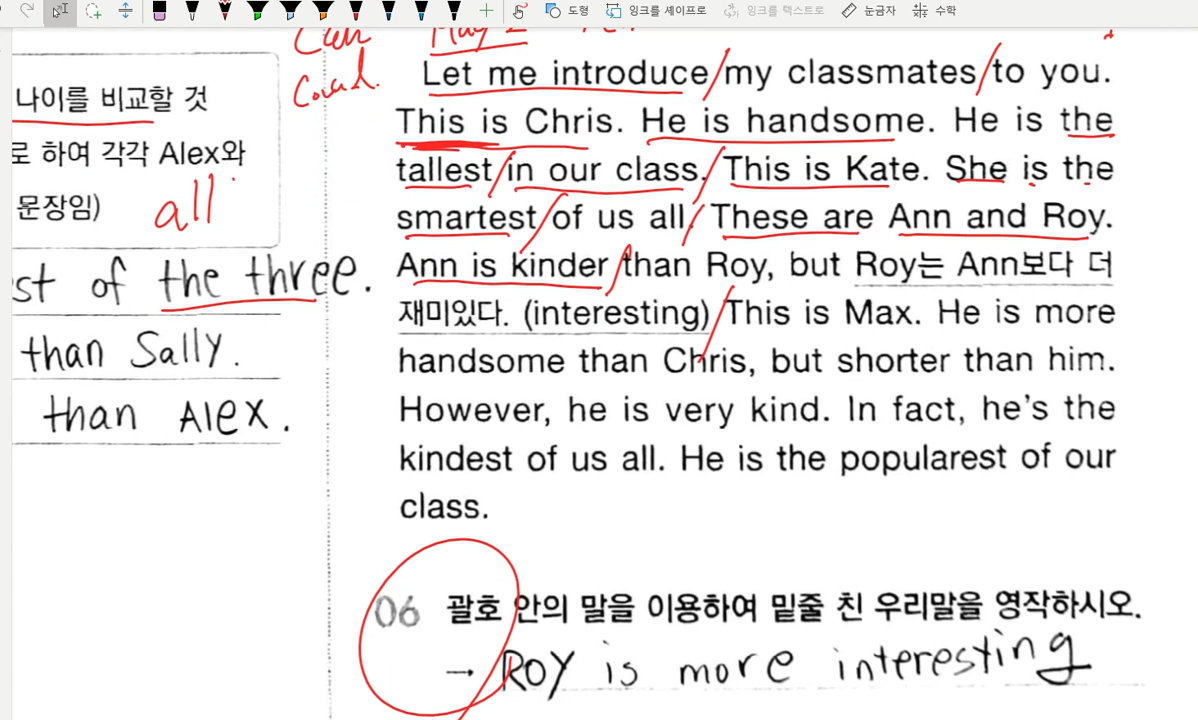 도형
잉크를 셰이프로
잉크를 텍스트로
눈금자
수학
Can
Could.
나이를 비교할 것
로 하여 각각 Alex와
문장임)
all
st of the three.
than Sally.
than Alex.
Let me introduce my classmates to you.
This is Chris. He is handsome. He is the
tallest in our class. This is Kate. She is the
smartest of us all. These are Ann and Roy.
Ann is kinder than Roy, but Roy는 Ann보다 더
재미있다. (interesting) This is Max. He is more
handsome than Chris, but shorter than him.
However, he is very kind. In fact, he's the
kindest of us all. He is the popularest of our
class.
06 괄호 안의 말을 이용하여 밑줄 친 우리말을 영작하시오.
→ Roy is more interesting